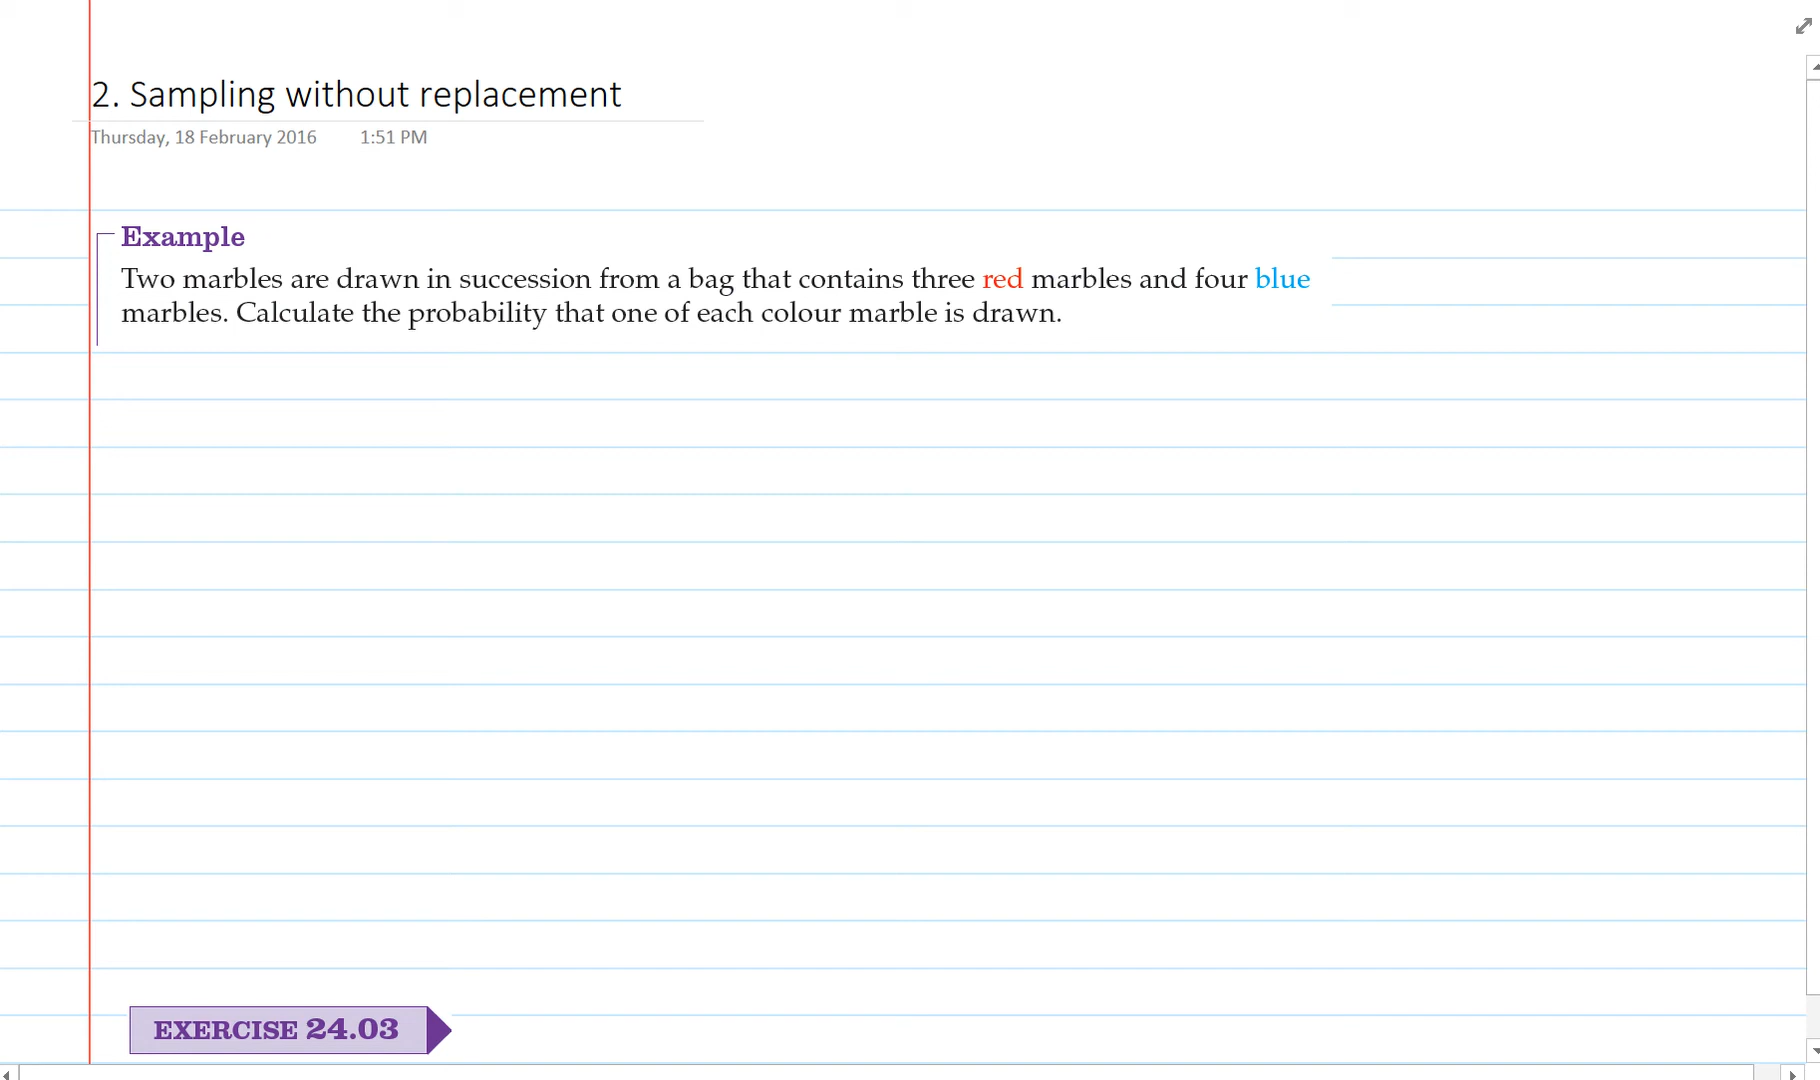 2. Sampling without replacement
Thursday, 18 February 2016 1:51 PM
Example
Two marbles are drawn in succession from a bag that contains three red marbles and four blue
marbles. Calculate the probability that one of each colour marble is drawn.
EXERCISE 24.03